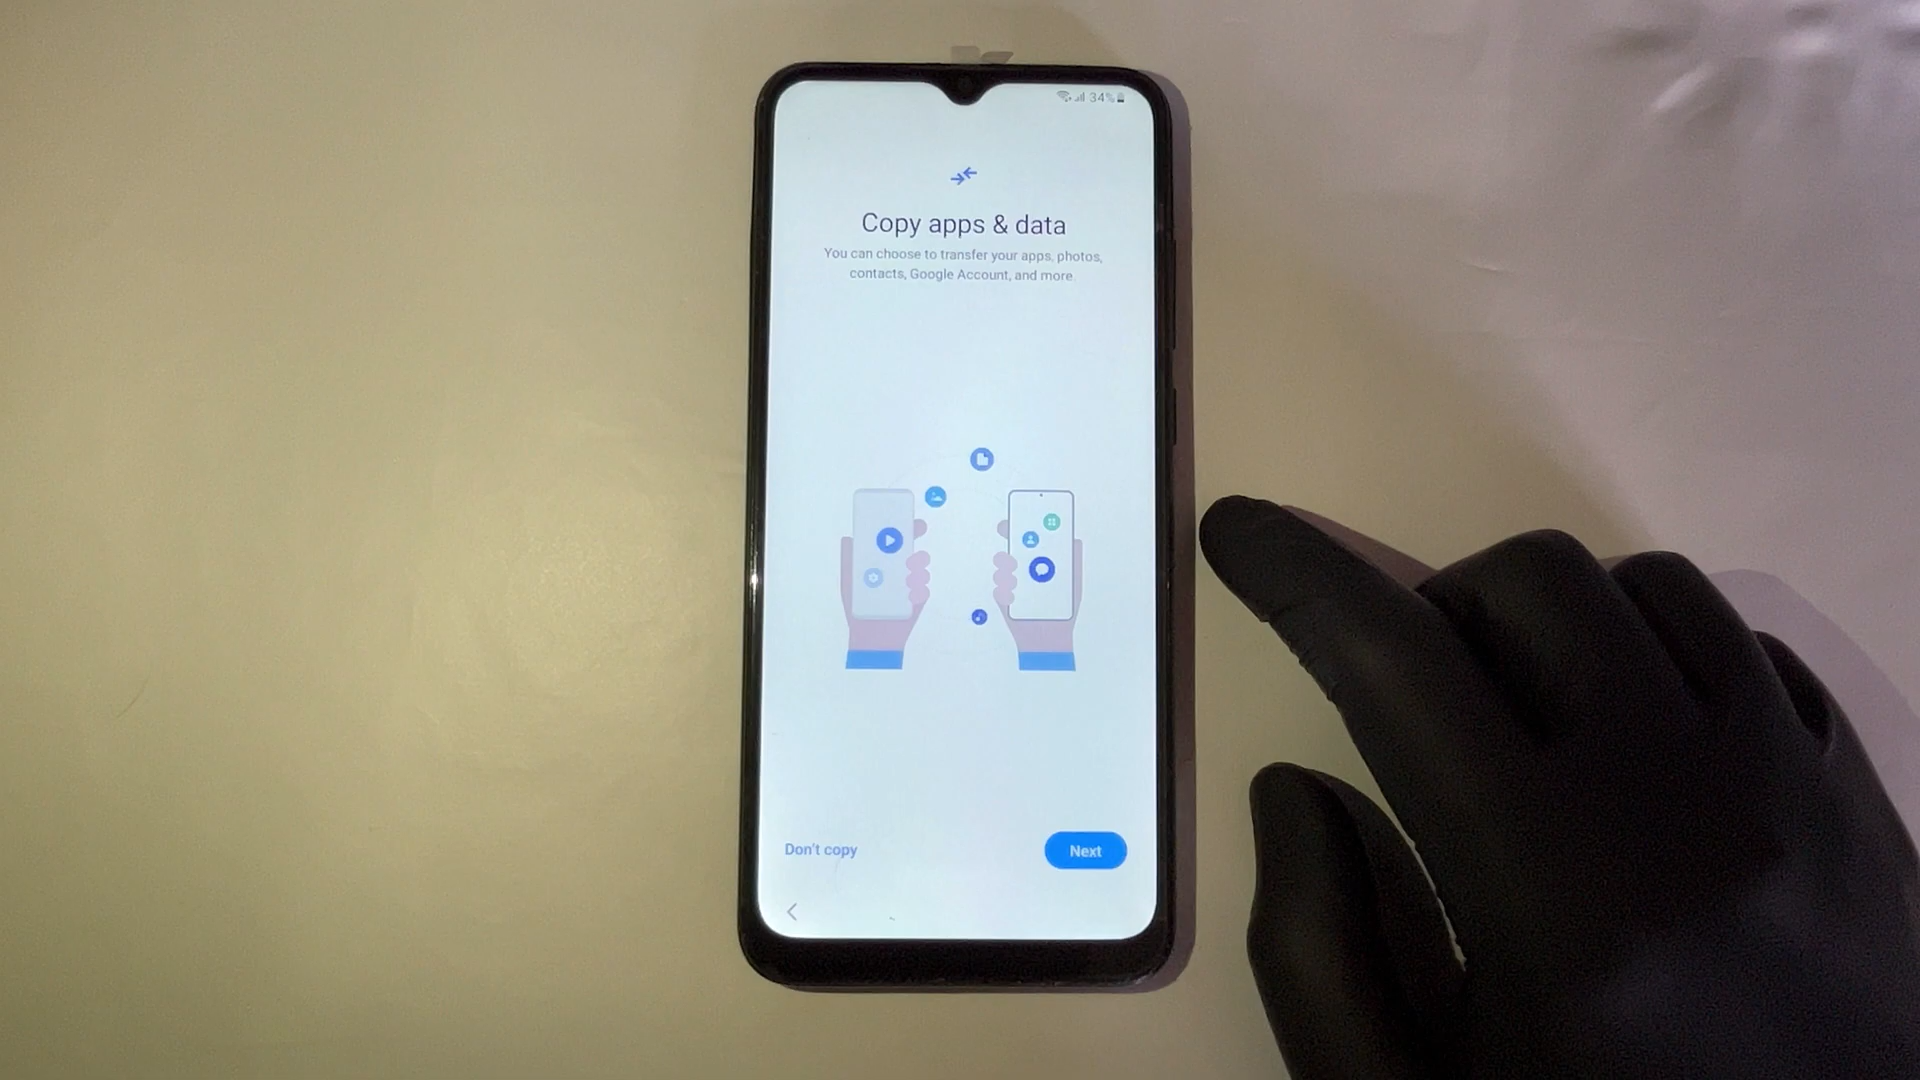 34%
Copy apps & data
You can choose to transfer your apps, photos,
contacts, Google Account, and more.
Don't copy
Next